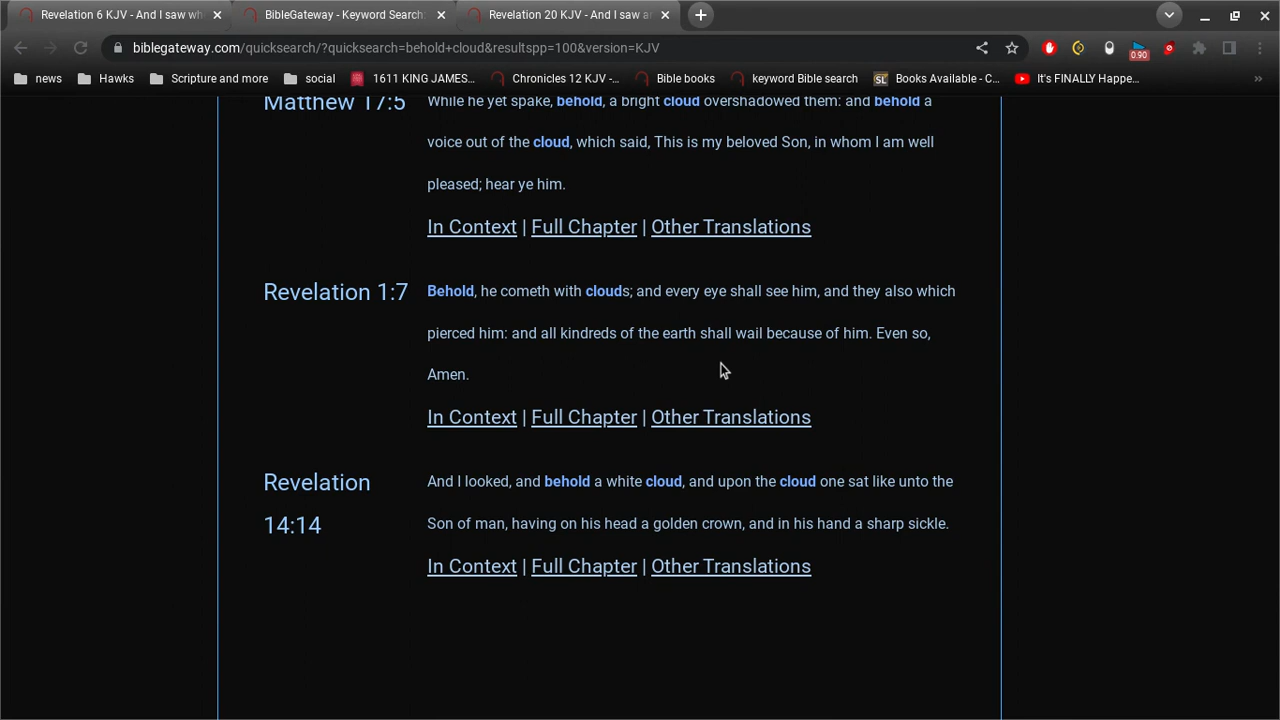 Revelation 6 KJV - And I saw whe
BibleGateway - Keyword Search:
Revelation 20 KJV - And I saw an
biblegateway.com/quicksearch/?quicksearch=behold+cloud&resultspp=100&version=KJV
0.90
news
Hawks
Scripture and more
social
1611 KING JAMES...
Chronicles 12 KJV -...
Bible books
keyword Bible search
SL
Books Available - C...
It's FINALLY Happe...
»
Matthew 17:5
While he yet spake, behold, a bright cloud overshadowed them: and behold a
voice out of the cloud, which said, This is my beloved Son, in whom I am well
pleased; hear ye him.
In Context | Full Chapter | Other Translations
Revelation 1:7
Behold, he cometh with clouds; and every eye shall see him, and they also which
pierced him: and all kindreds of the earth shall wail because of him. Even so,
Amen.
In Context | Full Chapter | Other Translations
Revelation
14:14
And I looked, and behold a white cloud, and upon the cloud one sat like unto the
Son of man, having on his head a golden crown, and in his hand a sharp sickle.
In Context | Full Chapter | Other Translations